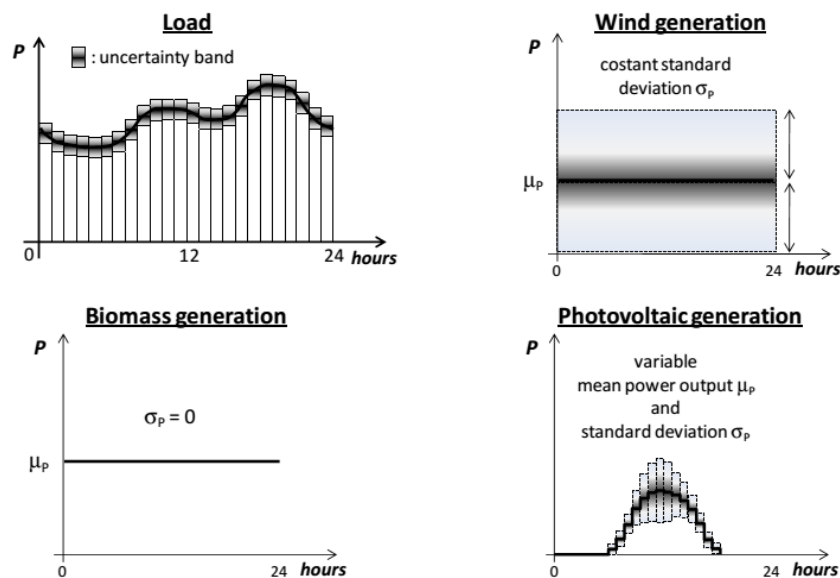 Load
P
: uncertainty band
0
12
24
hours
Wind generation
P
costant standard
deviation σP
μP
0
24
hours
Biomass generation
P
σP = 0
μP
0
24
hours
Photovoltaic generation
P
variable
mean power output μP
and
standard deviation σP
0
24
hours